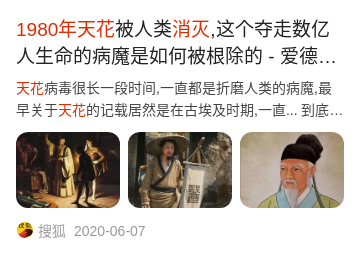 1980年天花被人类消灭,这个夺走数亿
人生命的病魔是如何被根除的 - 爱德…
天花病毒很长一段时间,一直都是折磨人类的病魔,最
早关于天花的记载居然是在古埃及时期,一直... 到底…
搜狐 2020-06-07